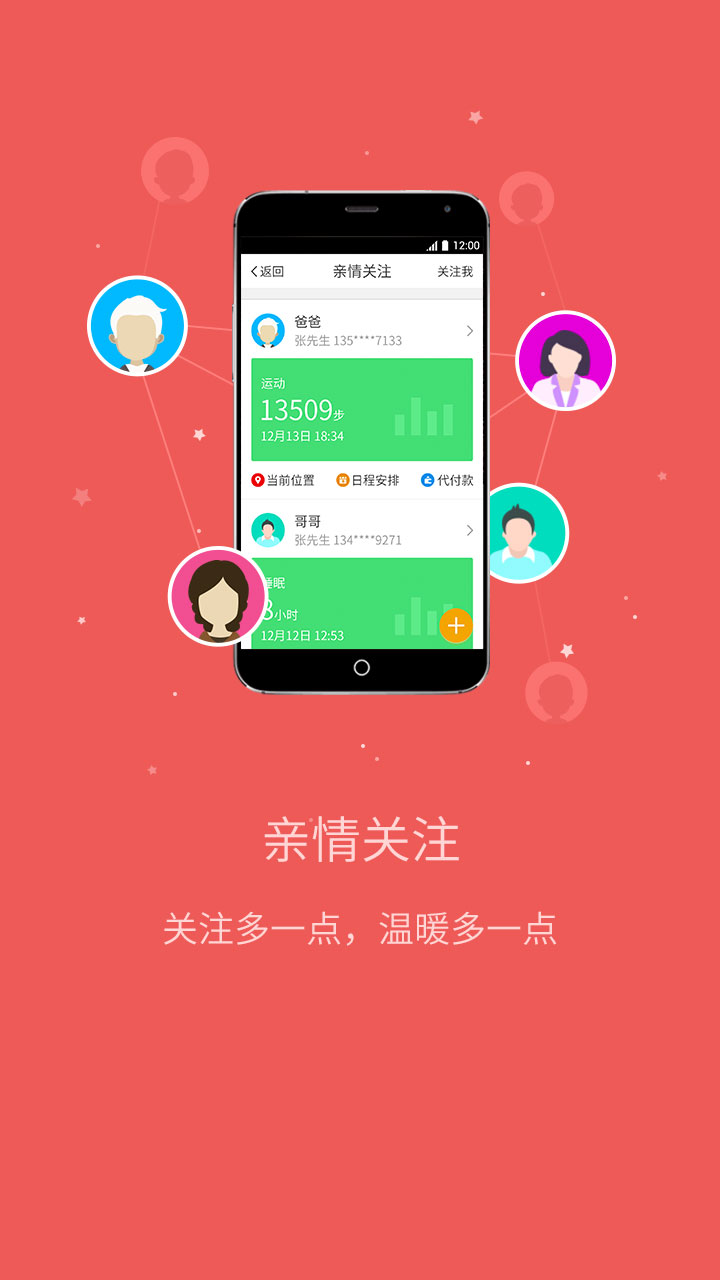 12:00
返回 亲情关注 关注我
爸爸
张先生 135****7133
运动
13509步
12月13日 18:34
当前位置 日程安排 代付款
哥哥
张先生 134****9271
睡眠
8小时
12月12日 12:53
亲情关注
关注多一点，温暖多一点